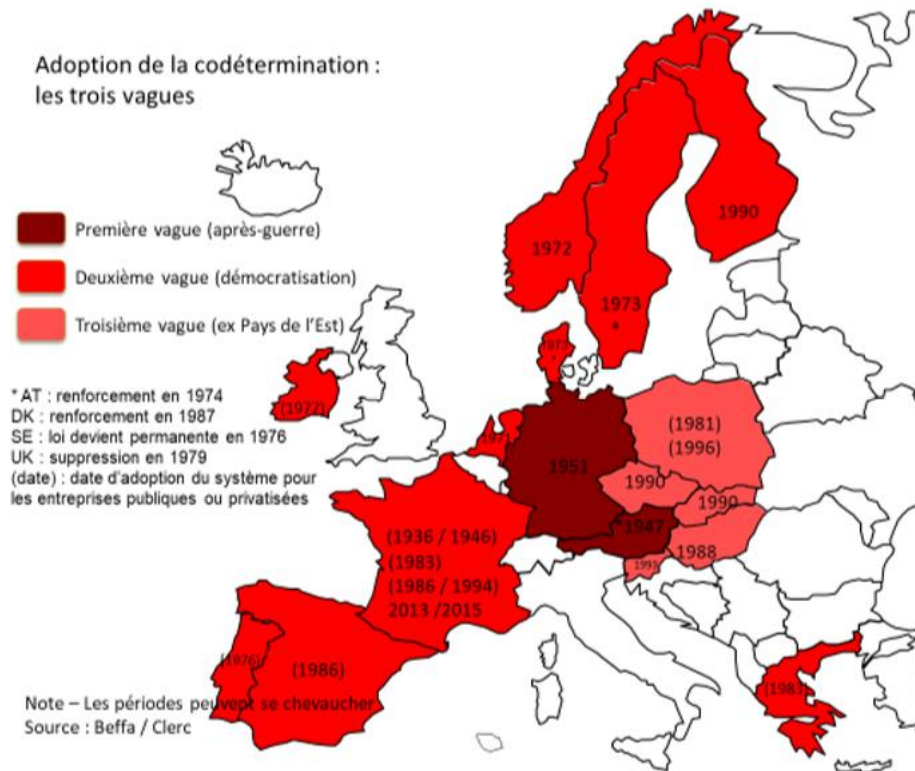 Adoption de la codétermination :
les trois vagues
Première vague (après-guerre)
Deuxième vague (démocratisation)
Troisième vague (ex Pays de l'Est)
* AT : renforcement en 1974
DK : renforcement en 1987
SE : loi devient permanente en 1976
UK : suppression en 1979
(date) : date d'adoption du système pour
les entreprises publiques ou privatisées
1990
1972
1973
*
1973
*
(1977)
1971
1951
(1981)
(1996)
1990
1990
1947
1988
1993
(1936 / 1946)
(1983)
(1986 / 1994)
2013 /2015
(1976)
(1986)
(1983)
Note – Les périodes peuvent se chevaucher
Source : Beffa / Clerc